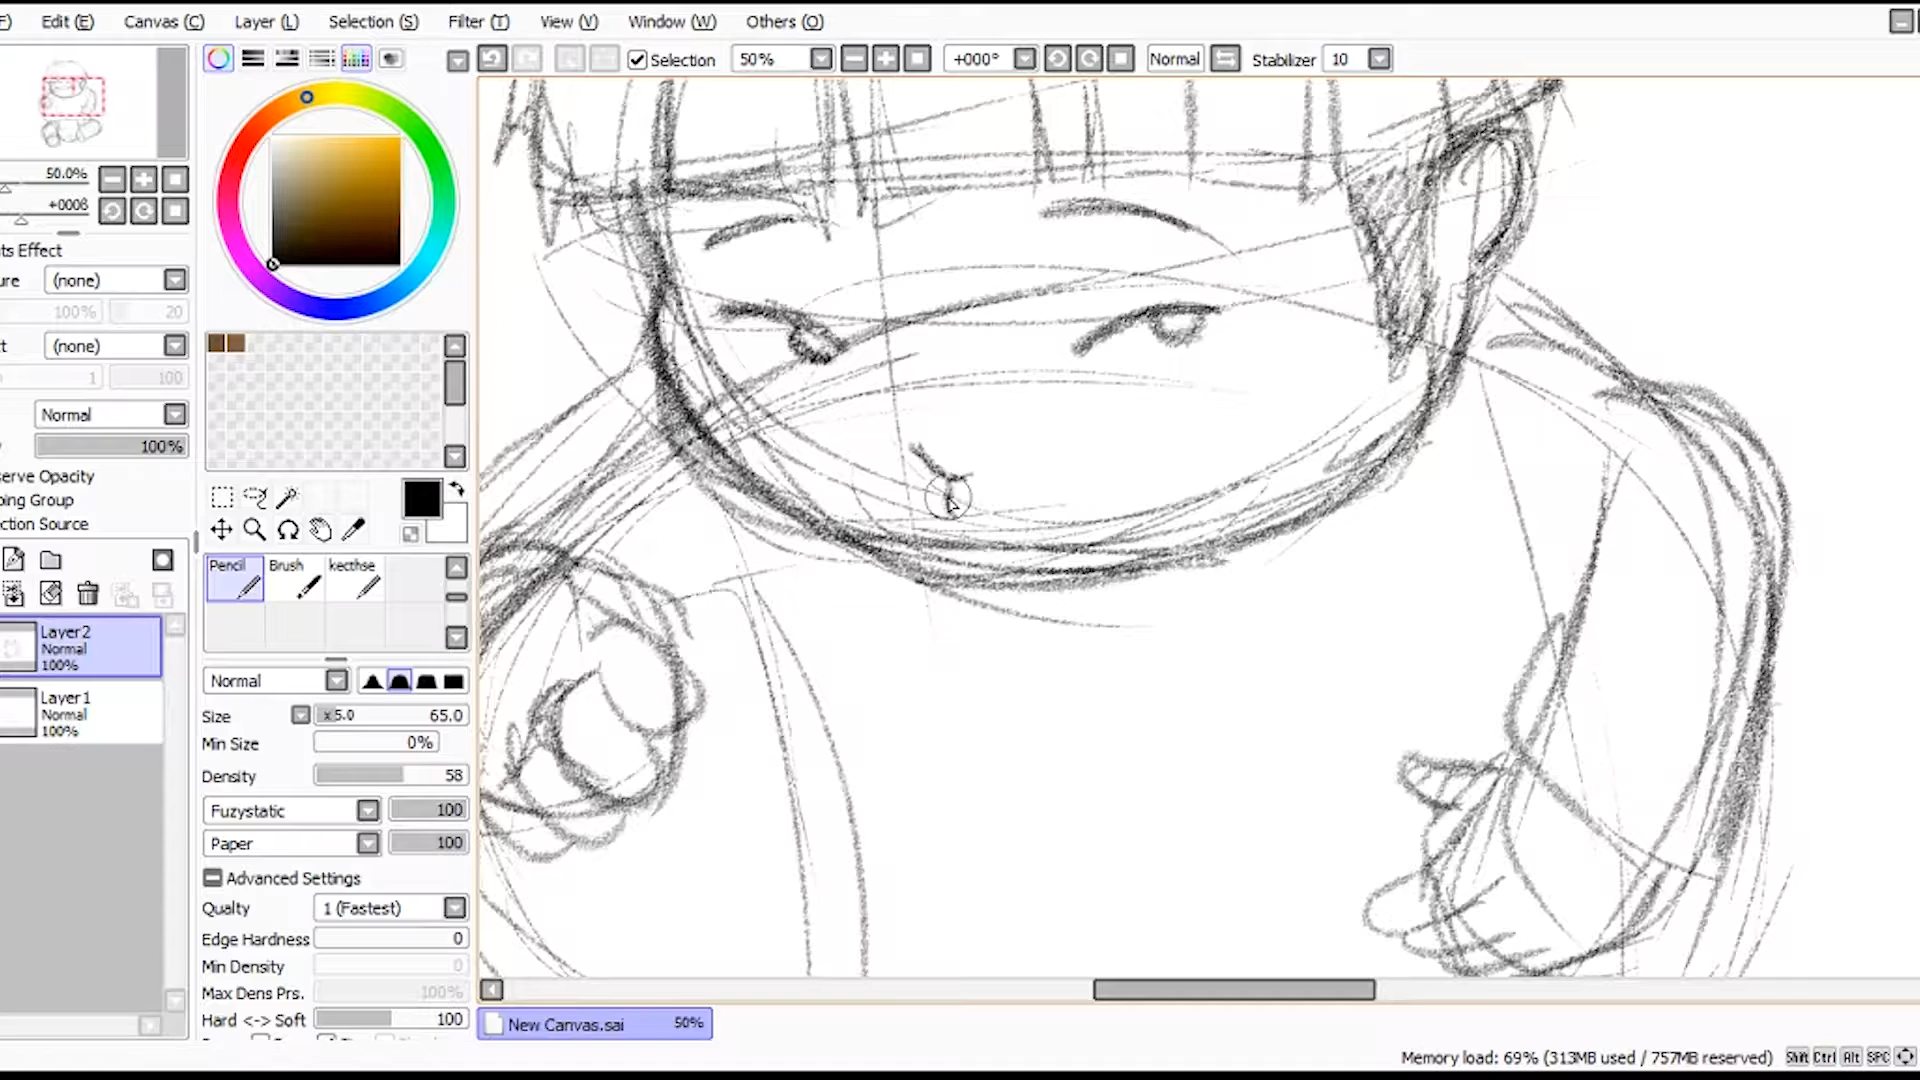 F) Edit (E) Canvas (C) Layer (L) Selection (S) Filter (T) View (V) Window (W) Others (O)
Selection 50% +000° Normal Stabilizer 10
50.0%
+0008
ts Effect
ure (none)
100% 20
ct (none)
1 100
Normal
y 100%
serve Opacity
ping Group
ction Source
Layer2
Normal
100%
Layer1
Normal
100%
Pencil Brush kecthse
Normal
Size x5.0 65.0
Min Size 0%
Density 58
Fuzystatic 100
Paper 100
Advanced Settings
Qualty 1 (Fastest)
Edge Hardness 0
Min Density 0
Max Dens Prs. 100%
Hard <-> Soft 100
New Canvas.sai 50%
Memory load: 69% (313MB used / 757MB reserved) Shift Ctrl Alt SPC